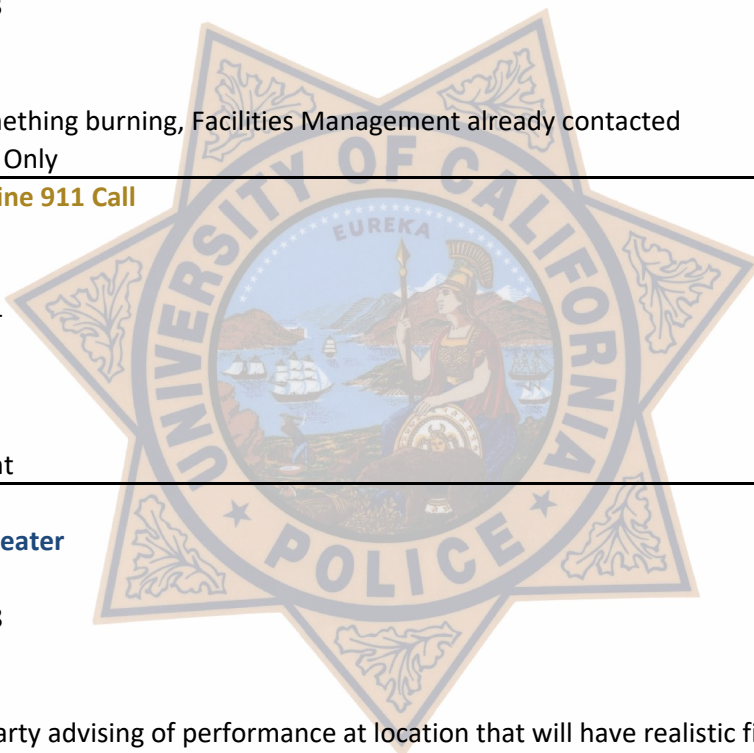 ething burning, Facilities Management already contacted
Only
ine 911 Call
UNIVERSITY OF CALIFORNIA
EUREKA
eater
POLICE
arty advising of performance at location that will have realistic fi